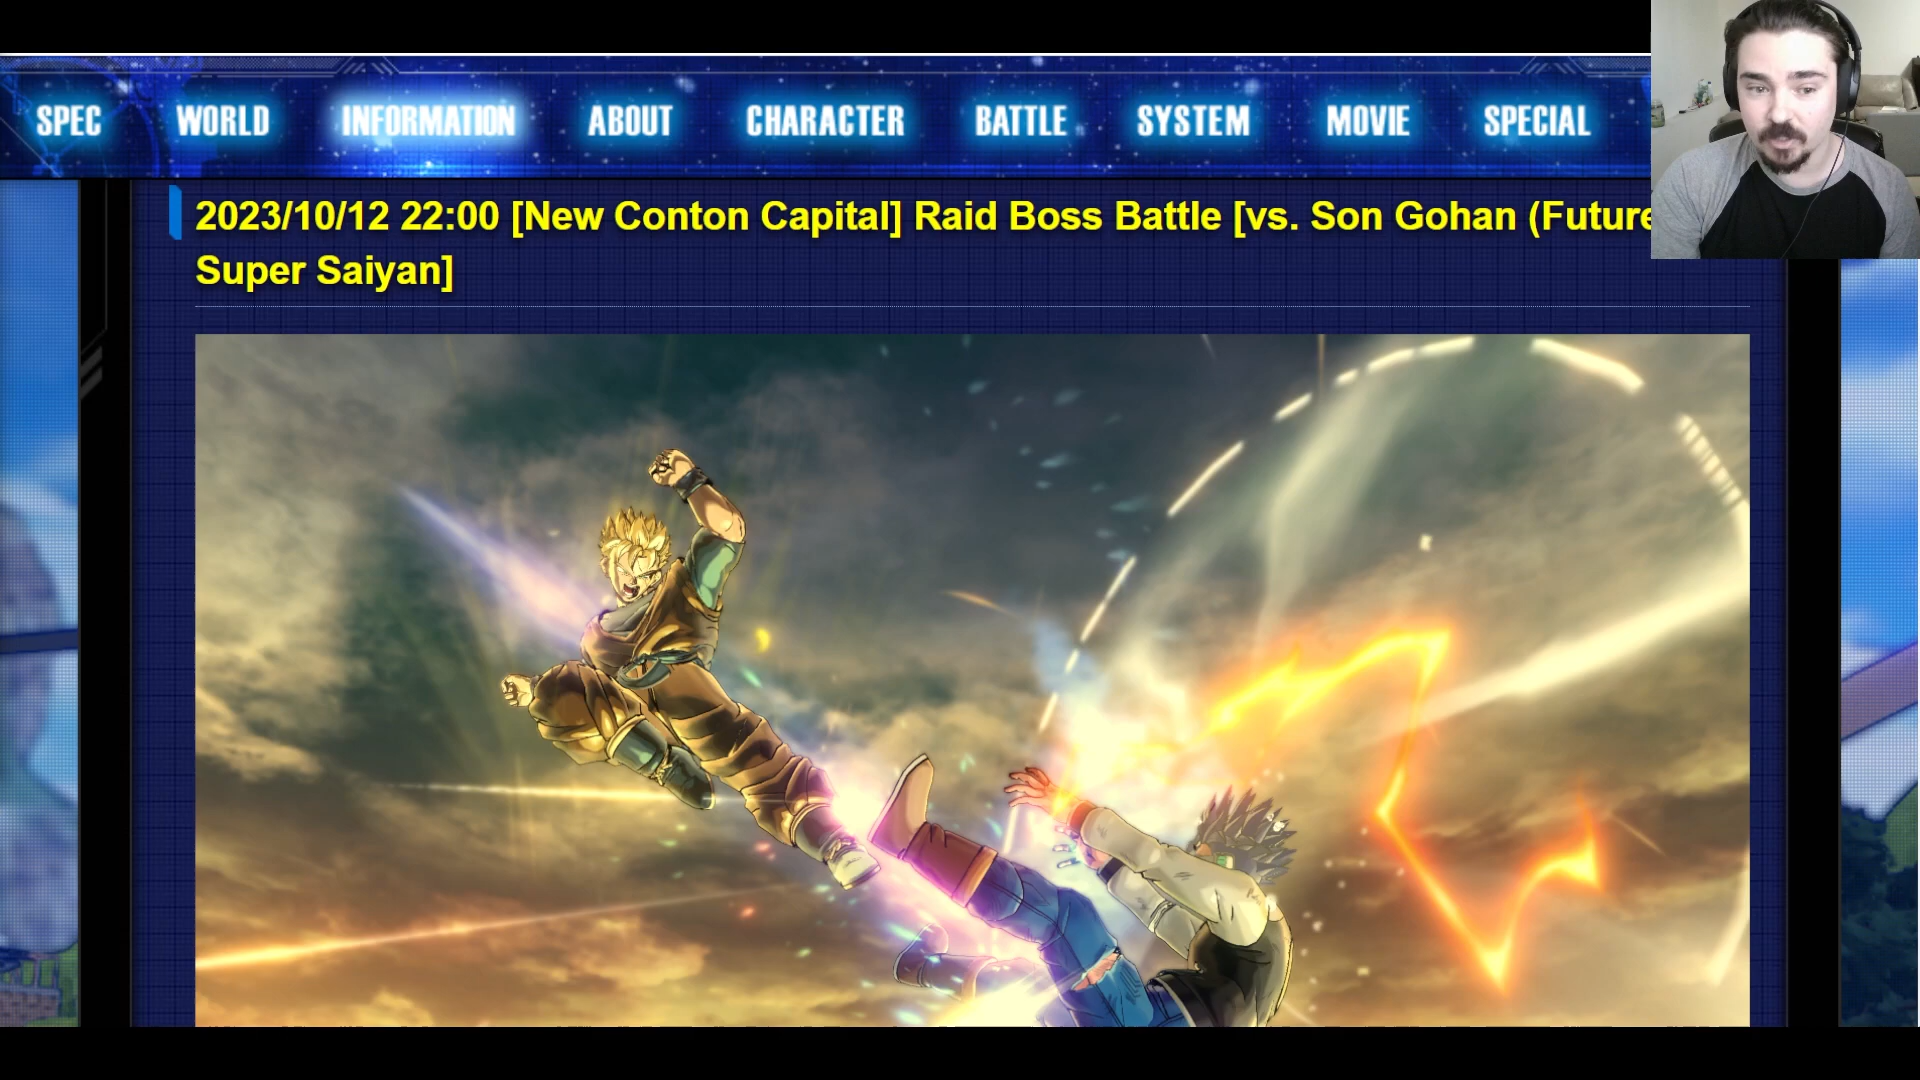 SPEC WORLD INFORMATION ABOUT CHARACTER BATTLE SYSTEM MOVIE SPECIAL
2023/10/12 22:00 [New Conton Capital] Raid Boss Battle [vs. Son Gohan (Future
Super Saiyan]